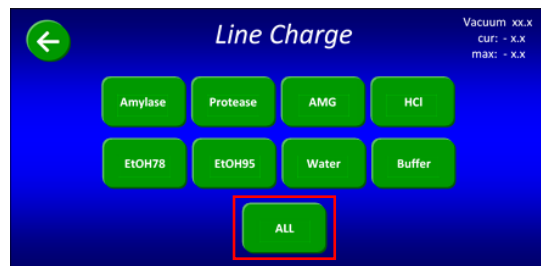 Line Charge
Vacuum xx.x
cur: - x.x
max: - x.x
Amylase Protease AMG HCl
EtOH78 EtOH95 Water Buffer
ALL